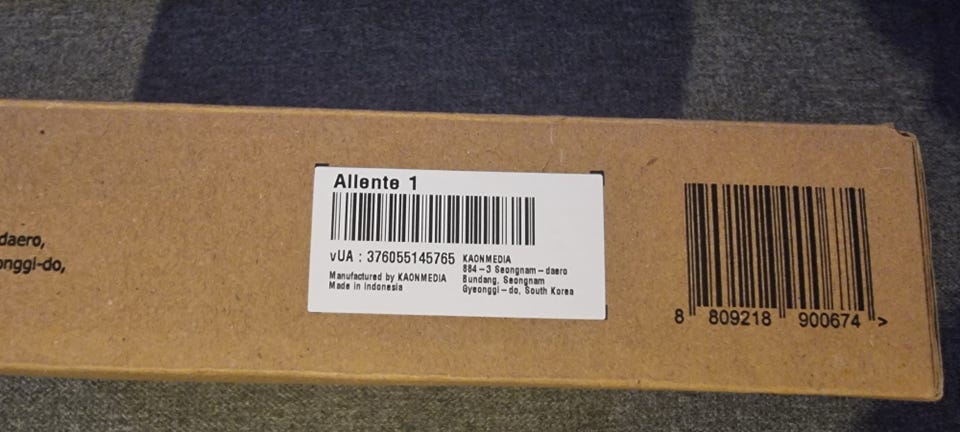 daero,
onggi-do,
Allente 1
vUA : 376055145765
Manufactured by KAONMEDIA
Made in Indonesia
KAONMEDIA
884-3 Seongnam-daero
Bundang, Seongnam
Gyeonggi-do, South Korea
8 809218 900674 >